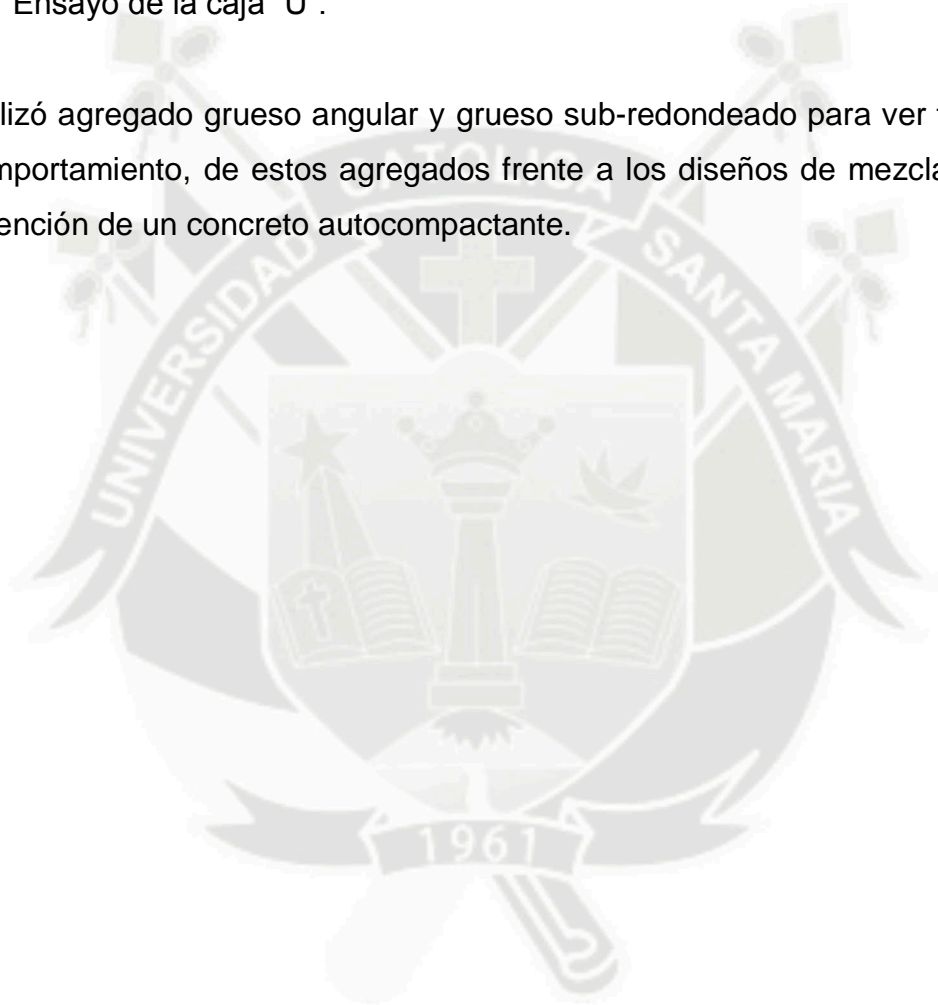 Ensayo de la caja "U".
lizó agregado grueso angular y grueso sub-redondeado para ver
mportamiento, de estos agregados frente a los diseños de mezcla
ención de un concreto autocompactante.
UNIVERSIDAD CATOLICA SANTA MARIA
1961